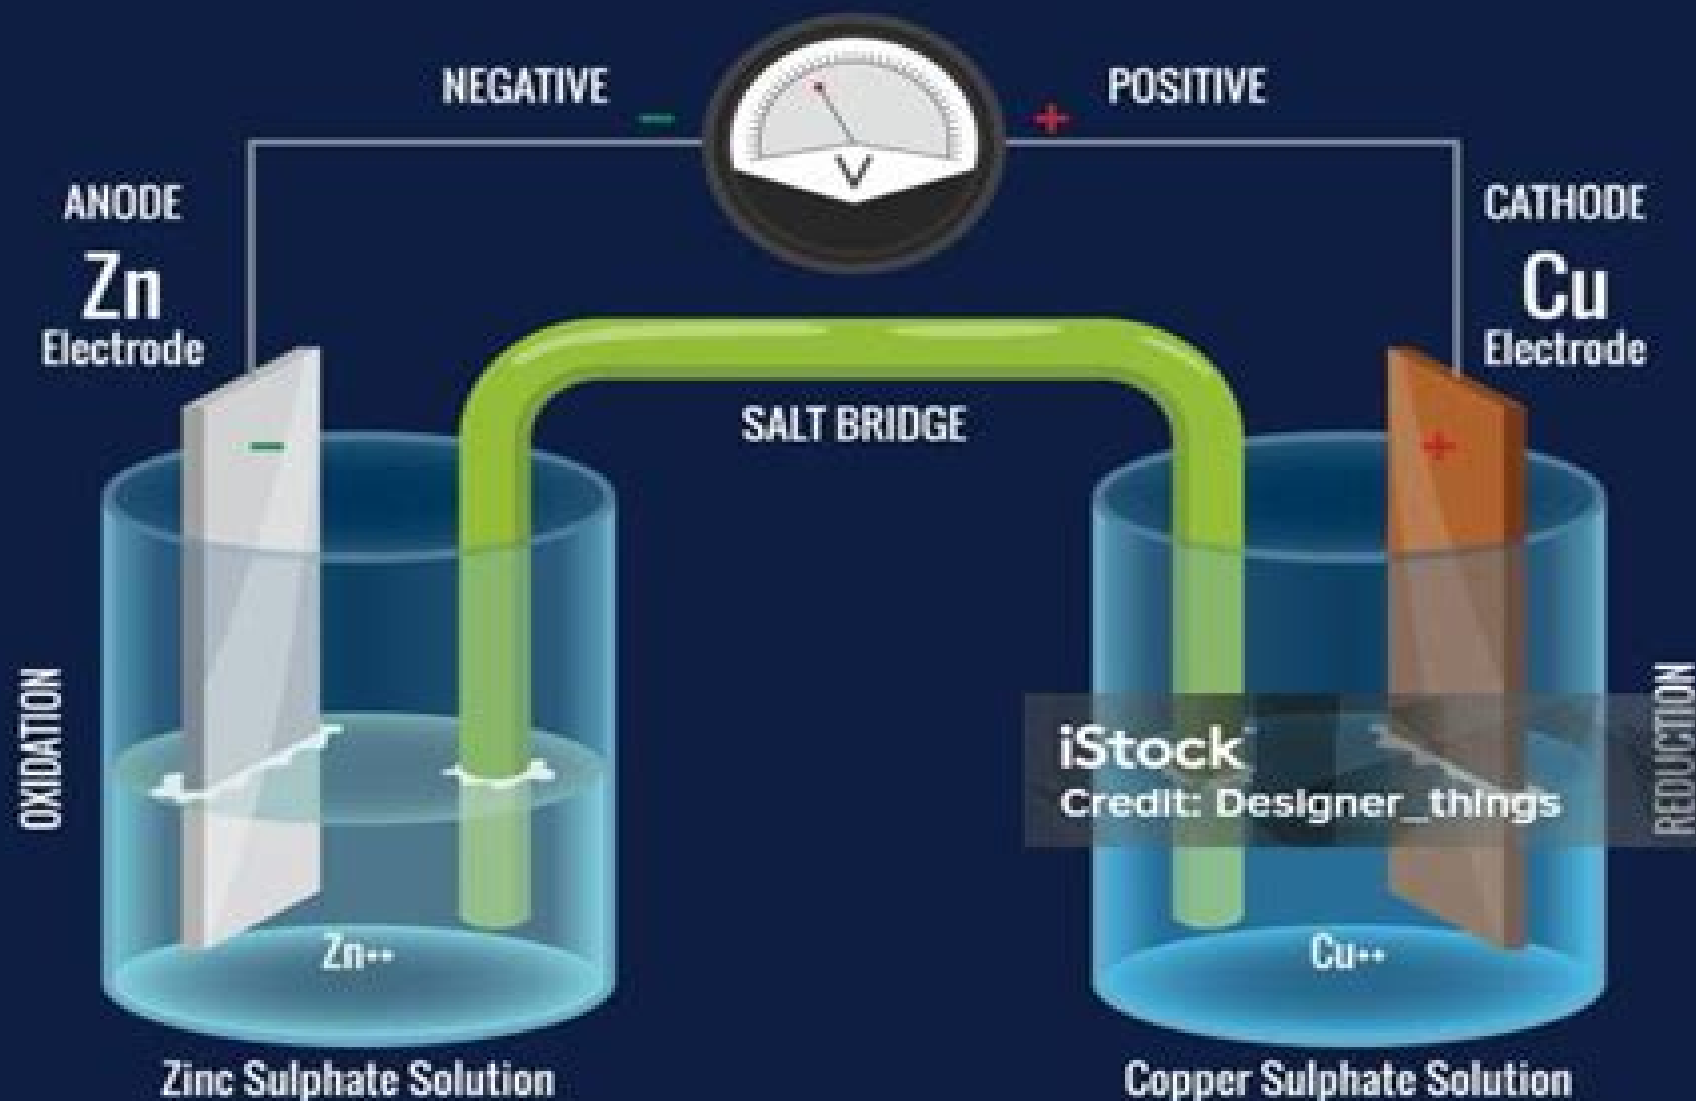 NEGATIVE
−
+
POSITIVE
V
ANODE
Zn
Electrode
CATHODE
Cu
Electrode
−
+
SALT BRIDGE
OXIDATION
REDUCTION
iStock
Credit: Designer_things
Zn++
Cu++
Zinc Sulphate Solution
Copper Sulphate Solution